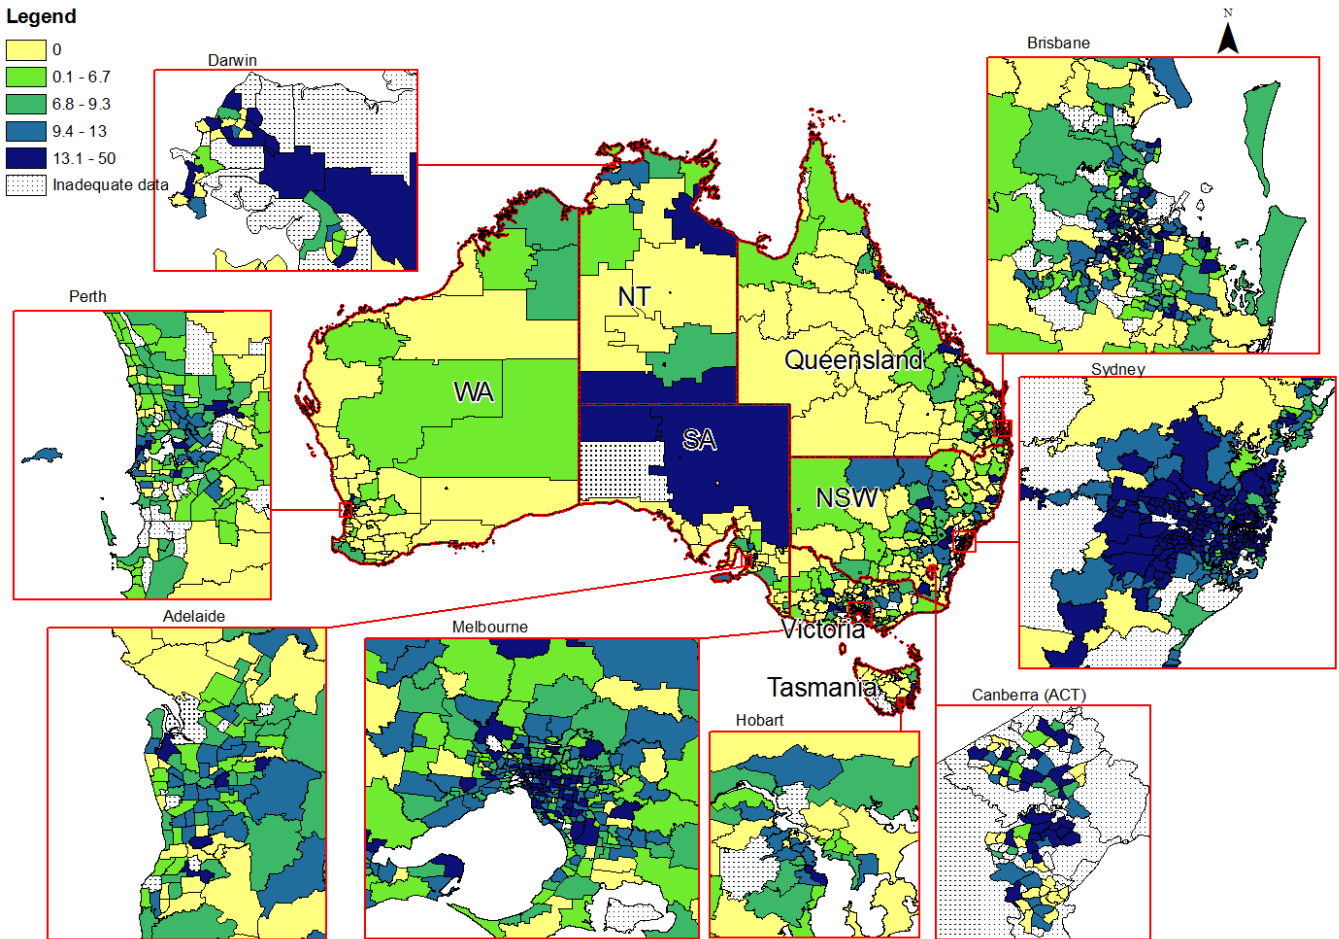 Legend
0
0.1 - 6.7
6.8 - 9.3
9.4 - 13
13.1 - 50
Inadequate data
Darwin
N
Brisbane
Perth
NT
Queensland
WA
SA
NSW
Sydney
Adelaide
Melbourne
Victoria
Tasmania
Hobart
Canberra (ACT)